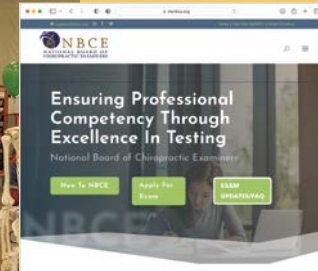 NBCE
NATIONAL BOARD OF
CHIROPRACTIC EXAMINERS
Ensuring Professional
Competency Through
Excellence In Testing
National Board of Chiropractic Examiners
New To NBCE
Apply For
Exam
EXAM
UPDATES/FAQ
NBCE